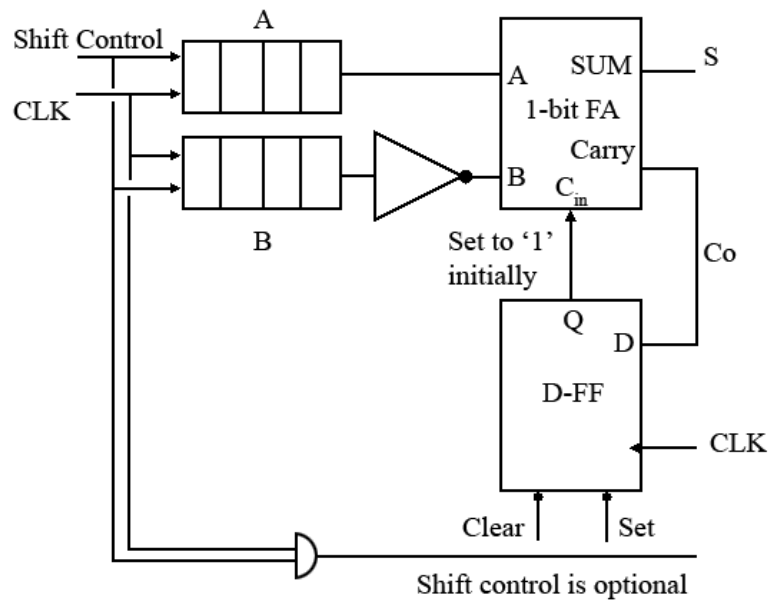 Shift Control
A
CLK
B
A
SUM
S
1-bit FA
Carry
B
Cin
Set to ‘1’
initially
Co
Q
D
D-FF
CLK
Clear
Set
Shift control is optional